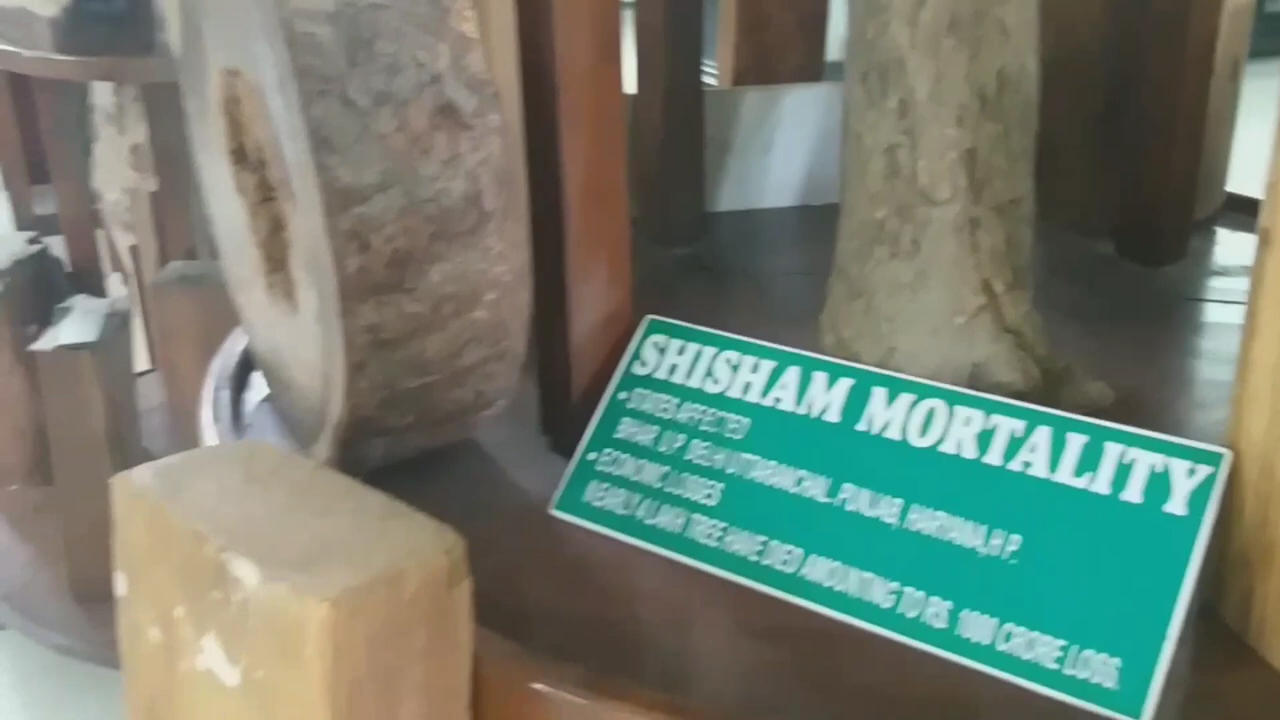 SHISHAM MORTALITY
• STATES AFFECTED
BIHAR, U.P. DELHI UTTRANCHAL, PUNJAB, HARYANA, H P.
• ECONOMIC LOSSES
NEARLY 4 LAKH TREE HAVE DIED AMOUNTING TO RS. 1000 CRORE LOSS.